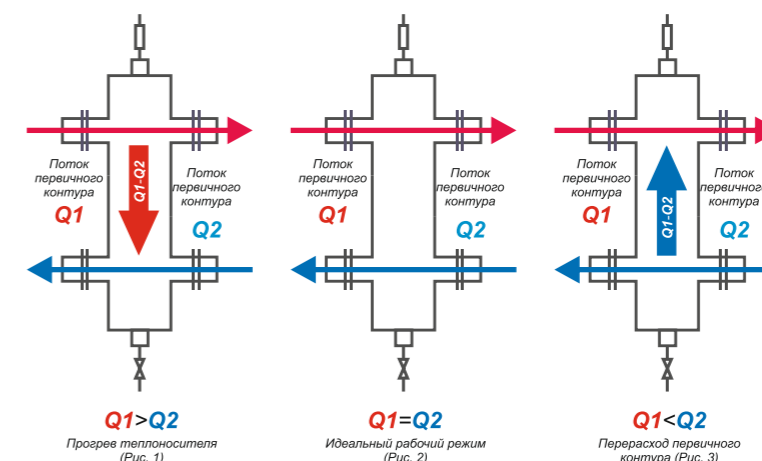 Поток
первичного
контура
Q1
Q1-Q2
Поток
первичного
контура
Q2
Поток
первичного
контура
Q1
Поток
первичного
контура
Q2
Поток
первичного
контура
Q1
Q1-Q2
Поток
первичного
контура
Q2
Q1>Q2
Прогрев теплоносителя
(Рис. 1)
Q1=Q2
Идеальный рабочий режим
(Рис. 2)
Q1<Q2
Перерасход первичного
контура (Рис. 3)